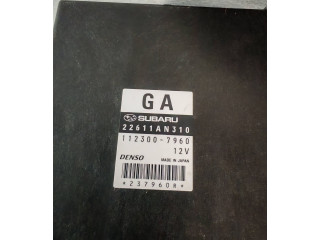 GA
SUBARU
22611AN310
112300-7960
12V
DENSO MADE IN JAPAN
*2379608*